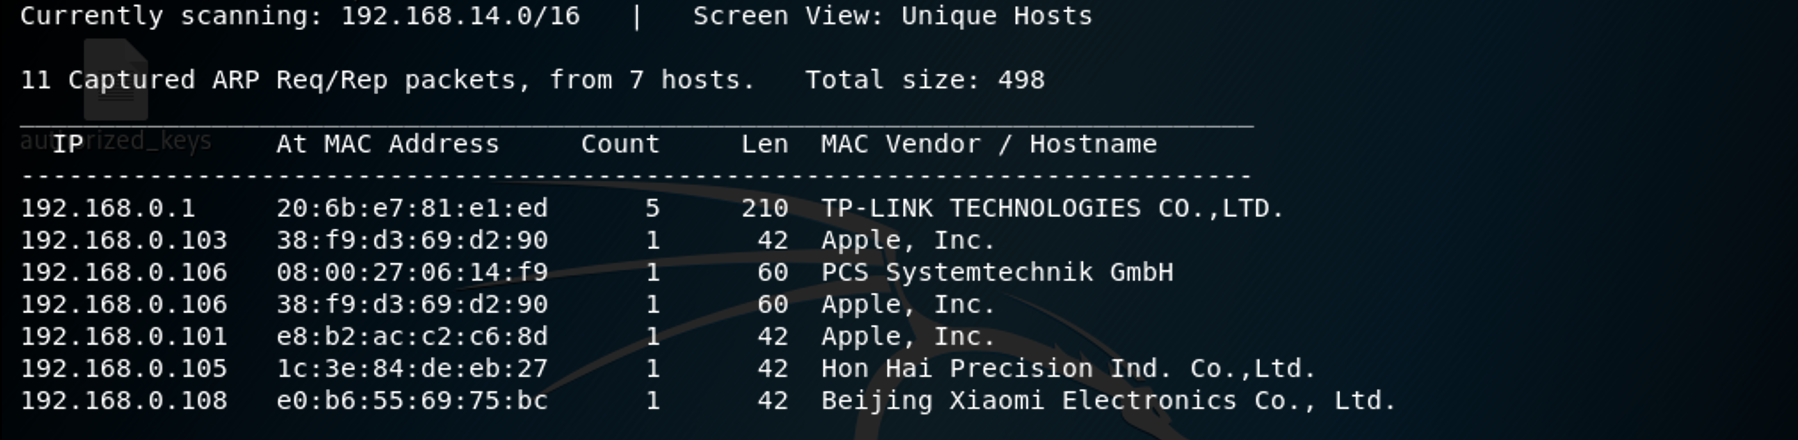 Currently scanning: 192.168.14.0/16   |   Screen View: Unique Hosts
11 Captured ARP Req/Rep packets, from 7 hosts.   Total size: 498
_____________________________________________________________________________
authorized_keys
  IP            At MAC Address     Count     Len  MAC Vendor / Hostname
-----------------------------------------------------------------------------
192.168.0.1     20:6b:e7:81:e1:ed      5     210  TP-LINK TECHNOLOGIES CO.,LTD.
192.168.0.103   38:f9:d3:69:d2:90      1      42  Apple, Inc.
192.168.0.106   08:00:27:06:14:f9      1      60  PCS Systemtechnik GmbH
192.168.0.106   38:f9:d3:69:d2:90      1      60  Apple, Inc.
192.168.0.101   e8:b2:ac:c2:c6:8d      1      42  Apple, Inc.
192.168.0.105   1c:3e:84:de:eb:27      1      42  Hon Hai Precision Ind. Co.,Ltd.
192.168.0.108   e0:b6:55:69:75:bc      1      42  Beijing Xiaomi Electronics Co., Ltd.